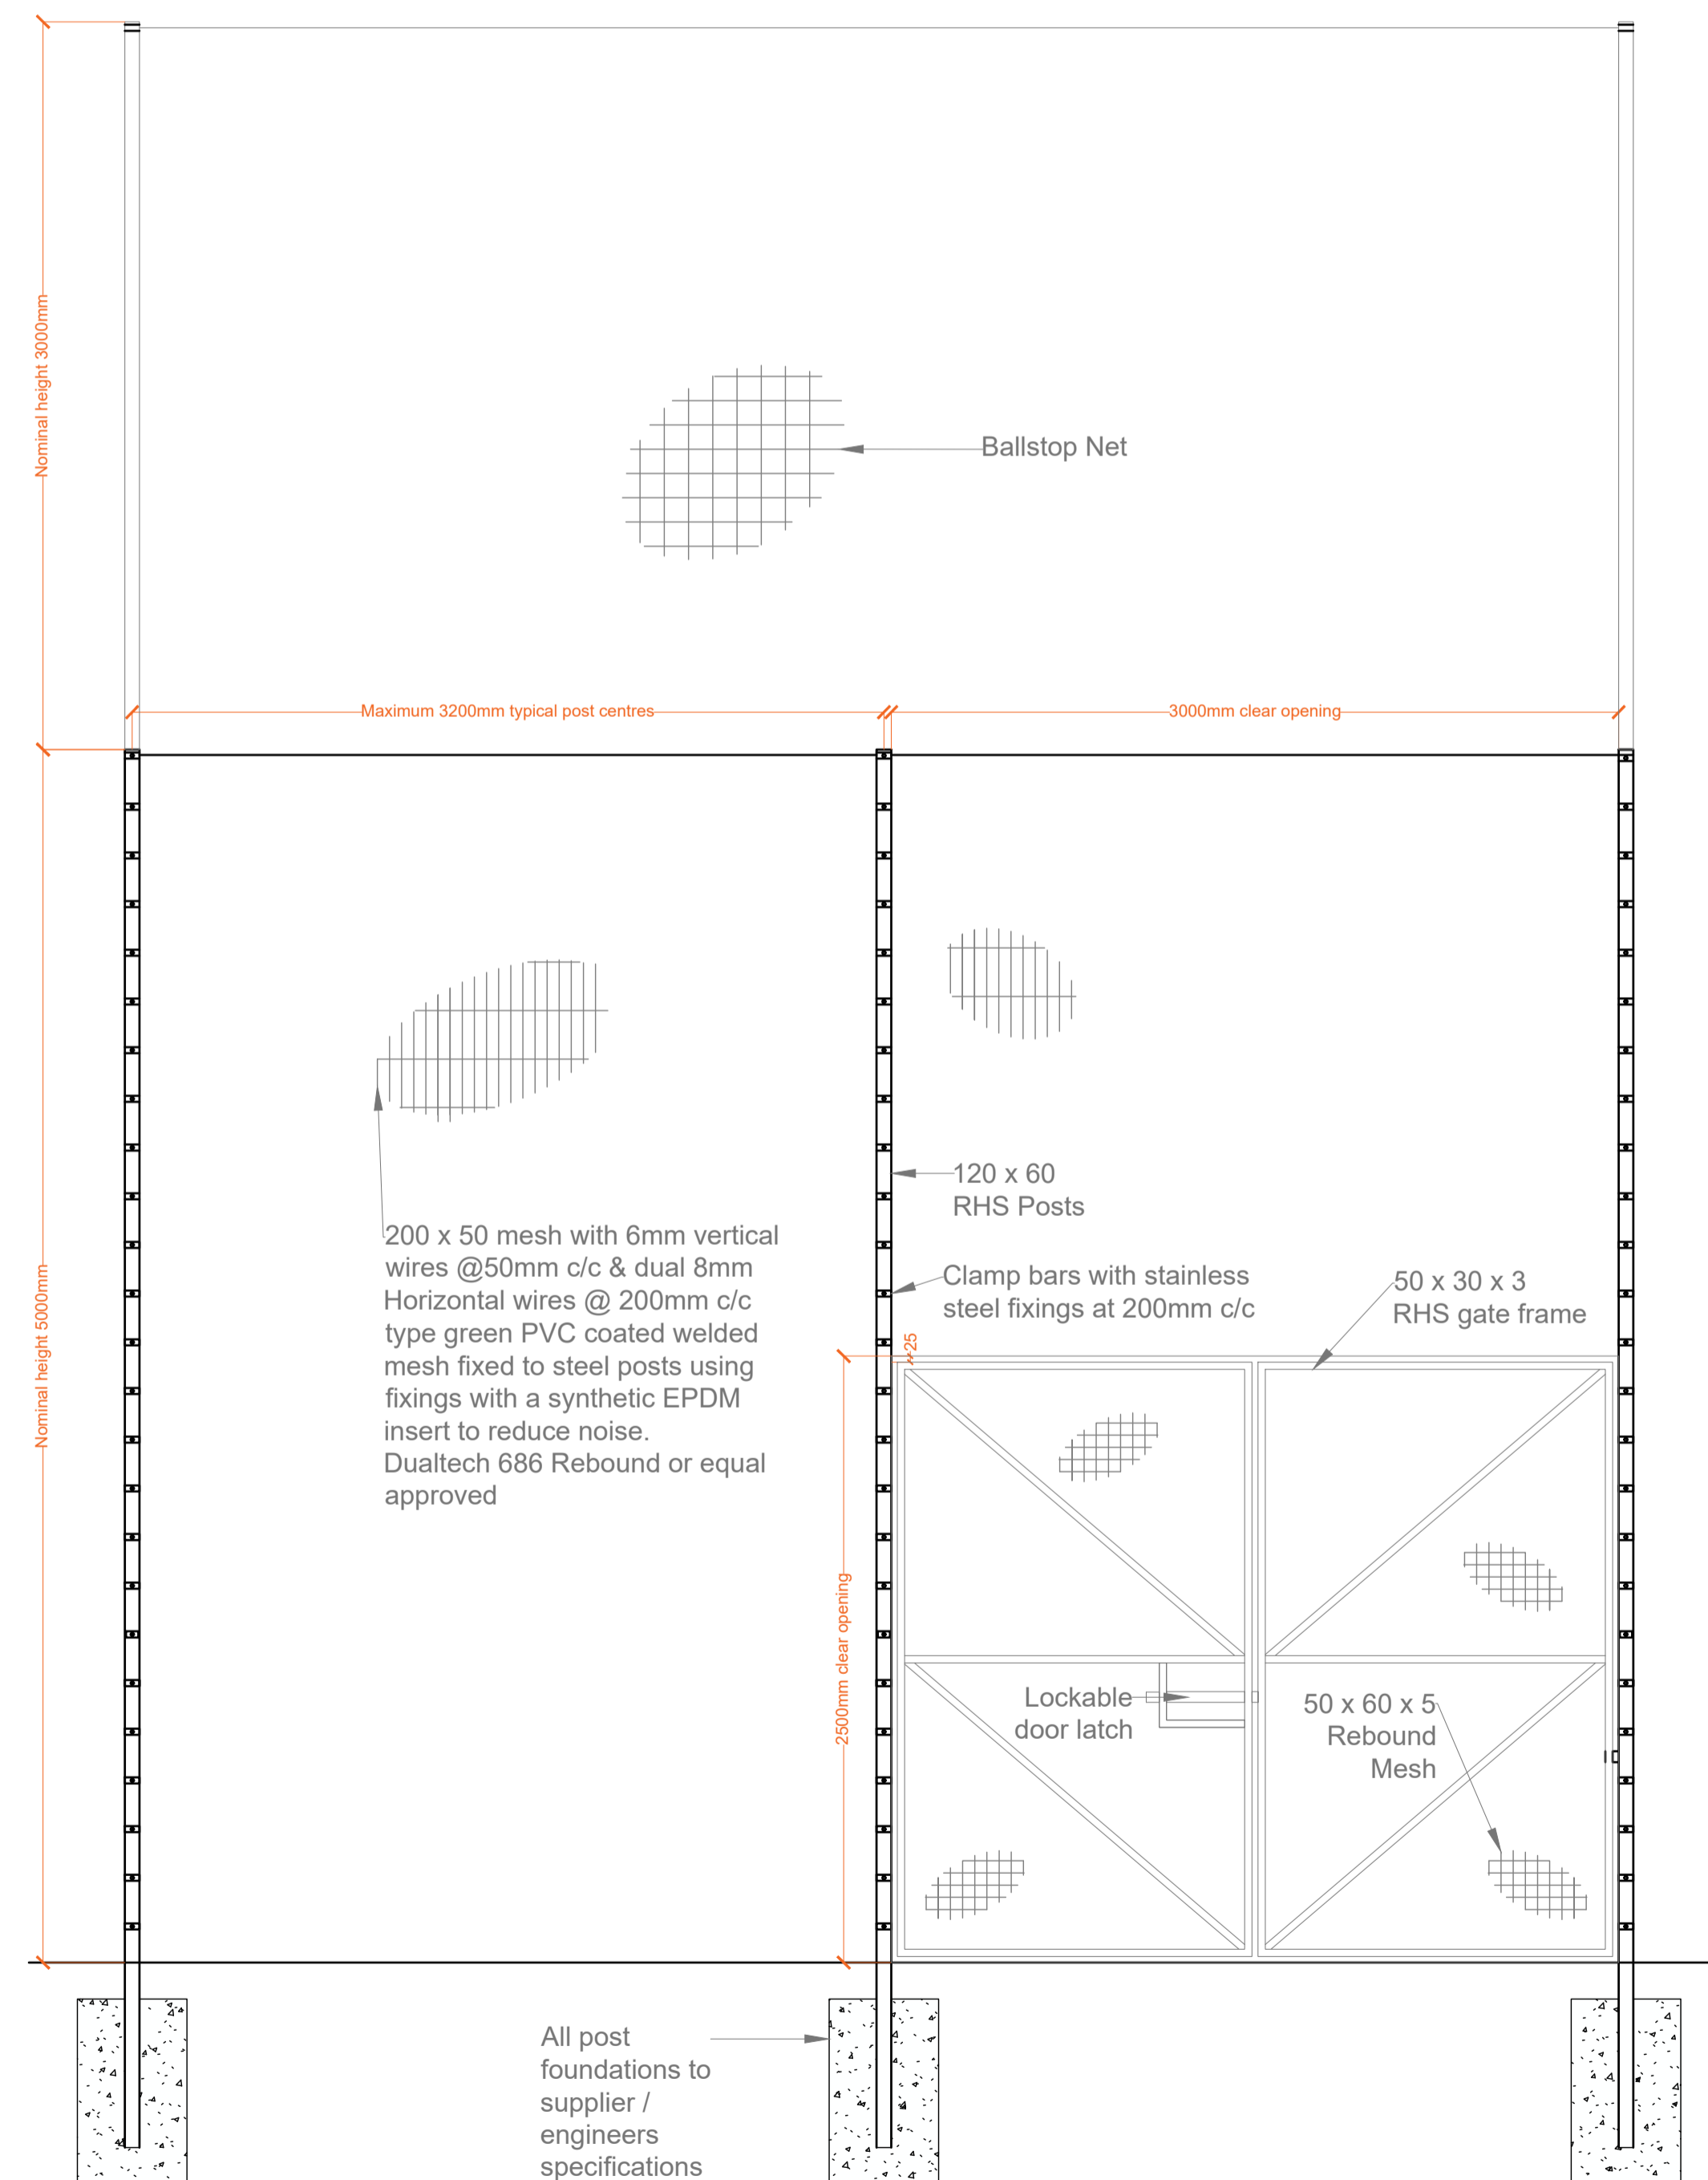 Nominal height 3000mm
Ballstop Net
Maximum 3200mm typical post centres
3000mm clear opening
Nominal height 5000mm
120 x 60
RHS Posts
200 x 50 mesh with 6mm vertical
wires @50mm c/c & dual 8mm
Horizontal wires @ 200mm c/c
type green PVC coated welded
mesh fixed to steel posts using
fixings with a synthetic EPDM
insert to reduce noise.
Dualtech 686 Rebound or equal
approved
Clamp bars with stainless
steel fixings at 200mm c/c
50 x 30 x 3
RHS gate frame
25
2500mm clear opening
Lockable
door latch
50 x 60 x 5
Rebound
Mesh
All post
foundations to
supplier /
engineers
specifications